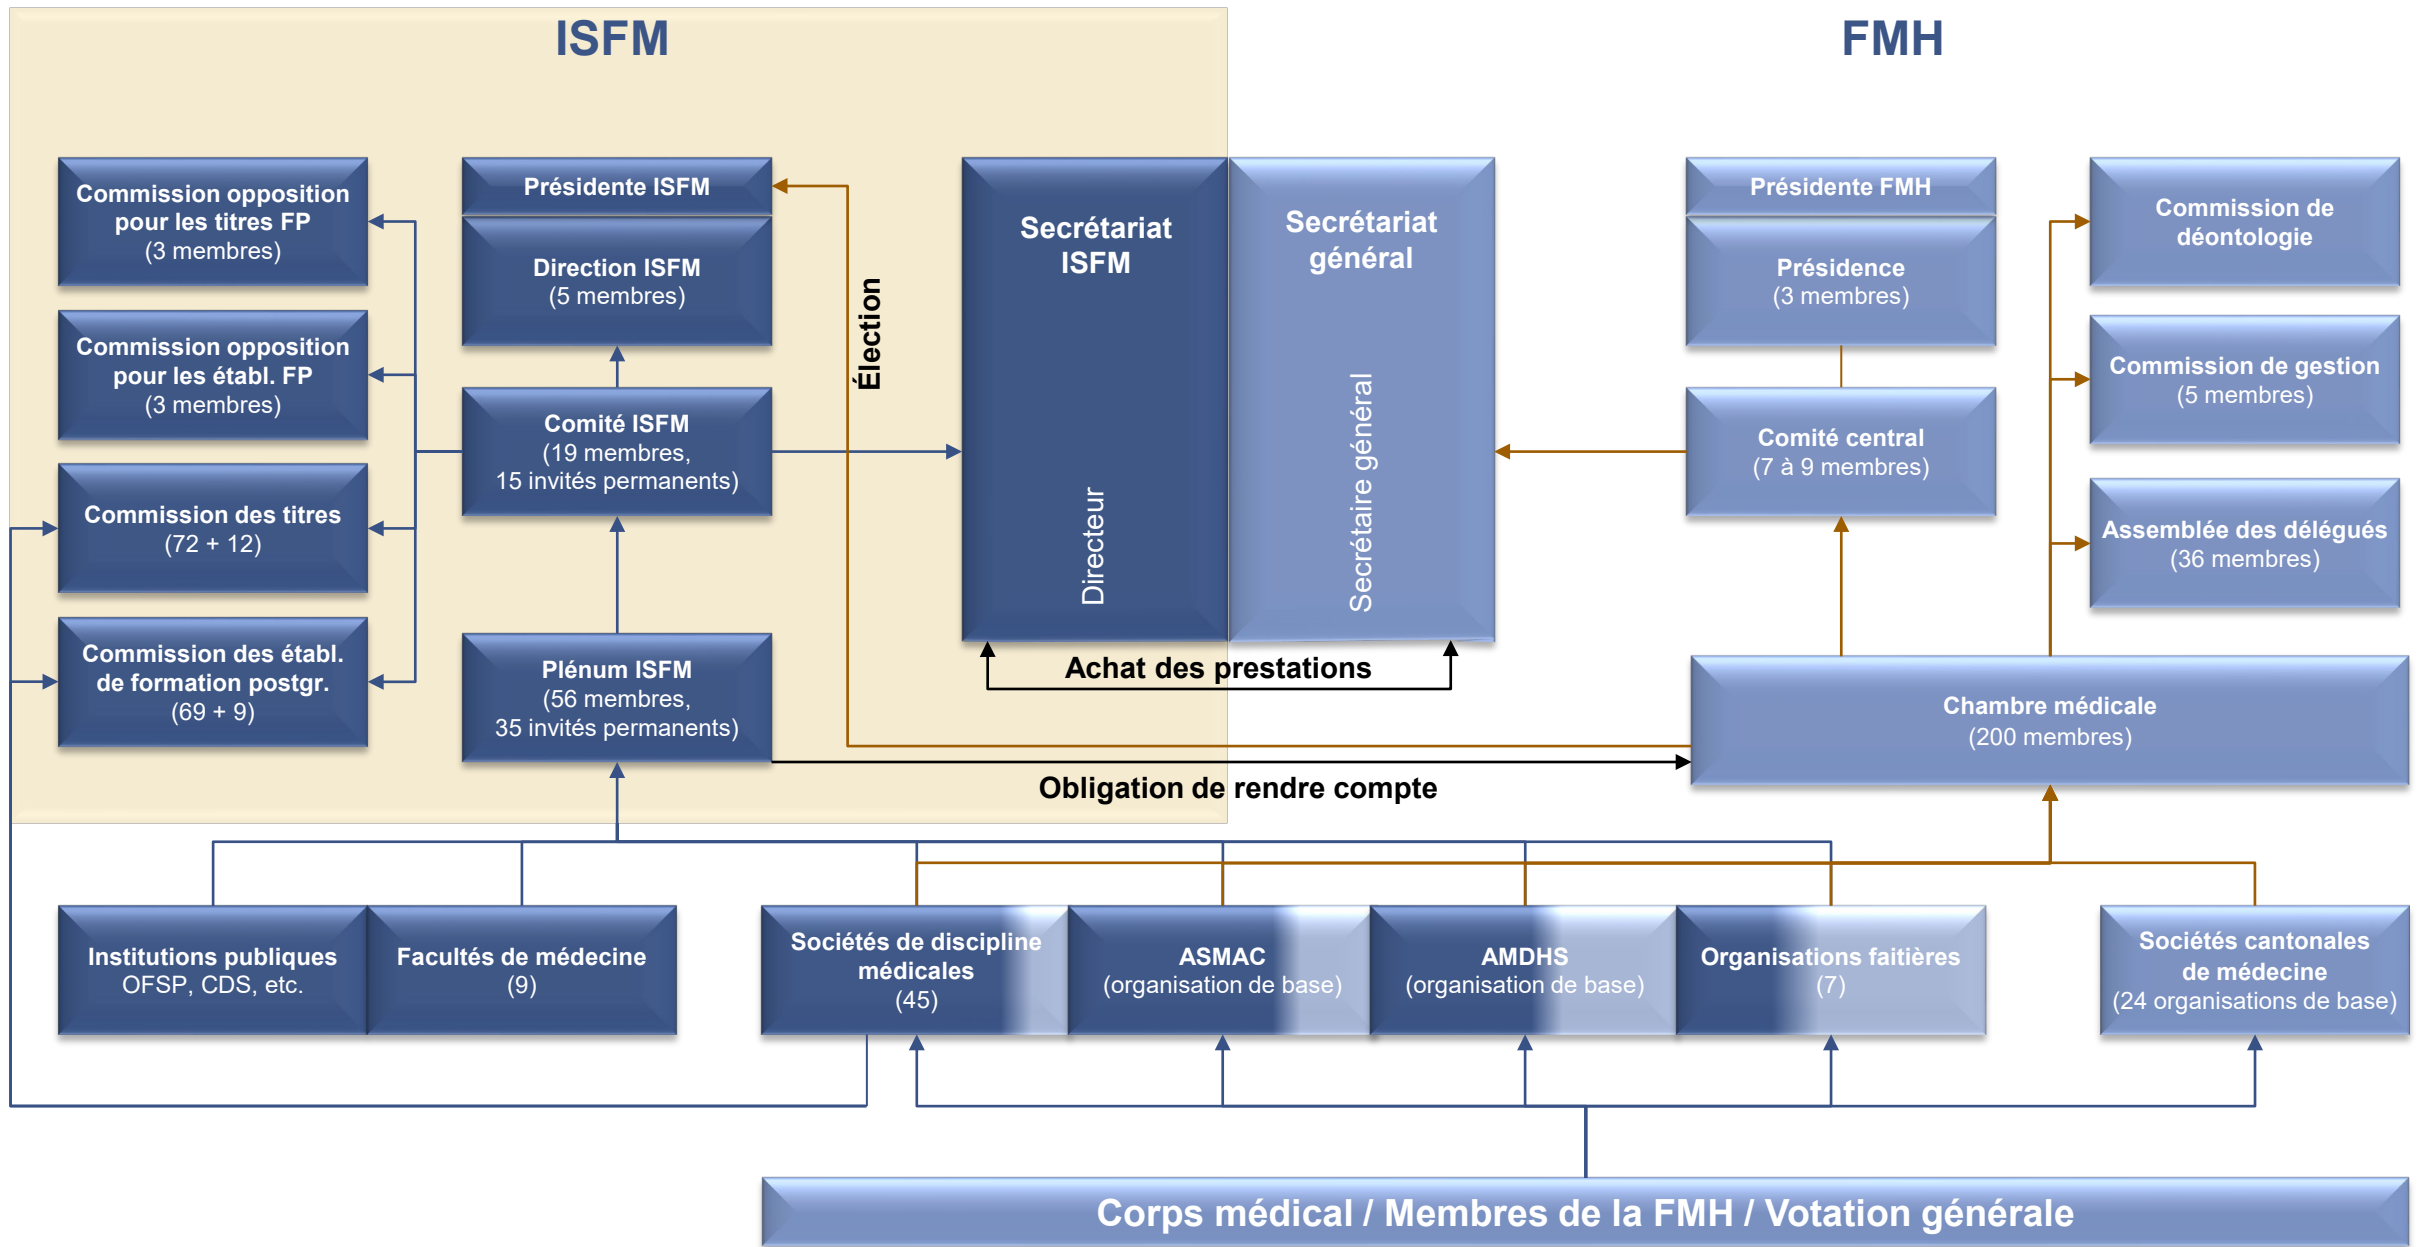 ISFM
FMH
Commission opposition
pour les titres FP
(3 membres)
Commission opposition
pour les établ. FP
(3 membres)
Commission des titres
(72 + 12)
Commission des établ.
de formation postgr.
(69 + 9)
Présidente ISFM
Direction ISFM
(5 membres)
Comité ISFM
(19 membres,
15 invités permanents)
Plénum ISFM
(56 membres,
35 invités permanents)
Élection
Secrétariat
ISFM
Directeur
Secrétariat
général
Secrétaire général
Achat des prestations
Obligation de rendre compte
Présidente FMH
Présidence
(3 membres)
Comité central
(7 à 9 membres)
Commission de
déontologie
Commission de gestion
(5 membres)
Assemblée des délégués
(36 membres)
Chambre médicale
(200 membres)
Institutions publiques
OFSP, CDS, etc.
Facultés de médecine
(9)
Sociétés de discipline
médicales
(45)
ASMAC
(organisation de base)
AMDHS
(organisation de base)
Organisations faitières
(7)
Sociétés cantonales
de médecine
(24 organisations de base)
Corps médical / Membres de la FMH / Votation générale